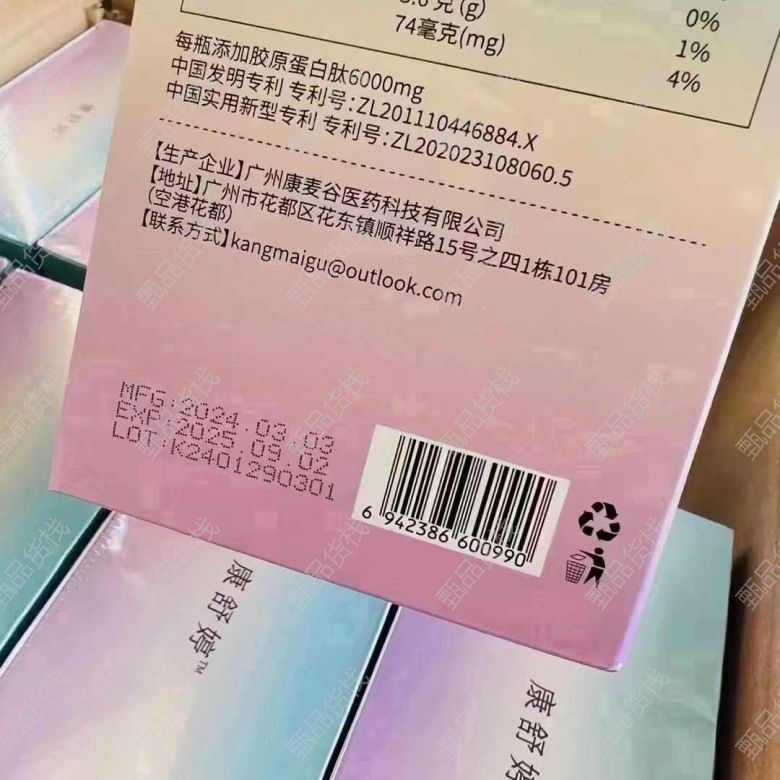 克(g)
0%
74毫克(mg)
1%
4%
每瓶添加胶原蛋白肽6000mg
中国发明专利 专利号:ZL201110446884.X
中国实用新型专利 专利号:ZL202023108060.5
【生产企业】广州康麦谷医药科技有限公司
【地址】广州市花都区花东镇顺祥路15号之四1栋101房
(空港花都)
【联系方式】kangmaigu@outlook.com
MFG:2024.03.03
EXP:2025.09.02
LOT:K2401290301
6 942386 600990
康舒婷™
康舒婷
甄品货栈